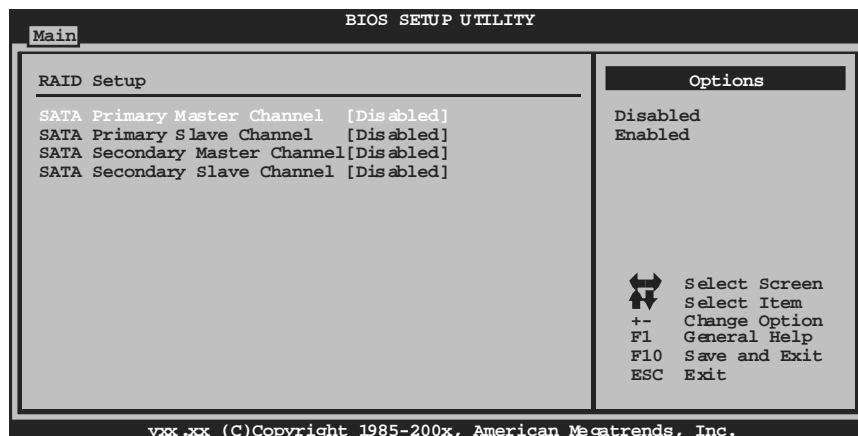 BIOS SETUP UTILITY
Main
RAID Setup
SATA Primary Master Channel [Disabled]
SATA Primary Slave Channel [Disabled]
SATA Secondary Master Channel[Disabled]
SATA Secondary Slave Channel [Disabled]
Options
Disabled
Enabled
Select Screen
Select Item
+- Change Option
F1 General Help
F10 Save and Exit
ESC Exit
vxx.xx (C)Copyright 1985-200x, American Megatrends, Inc.